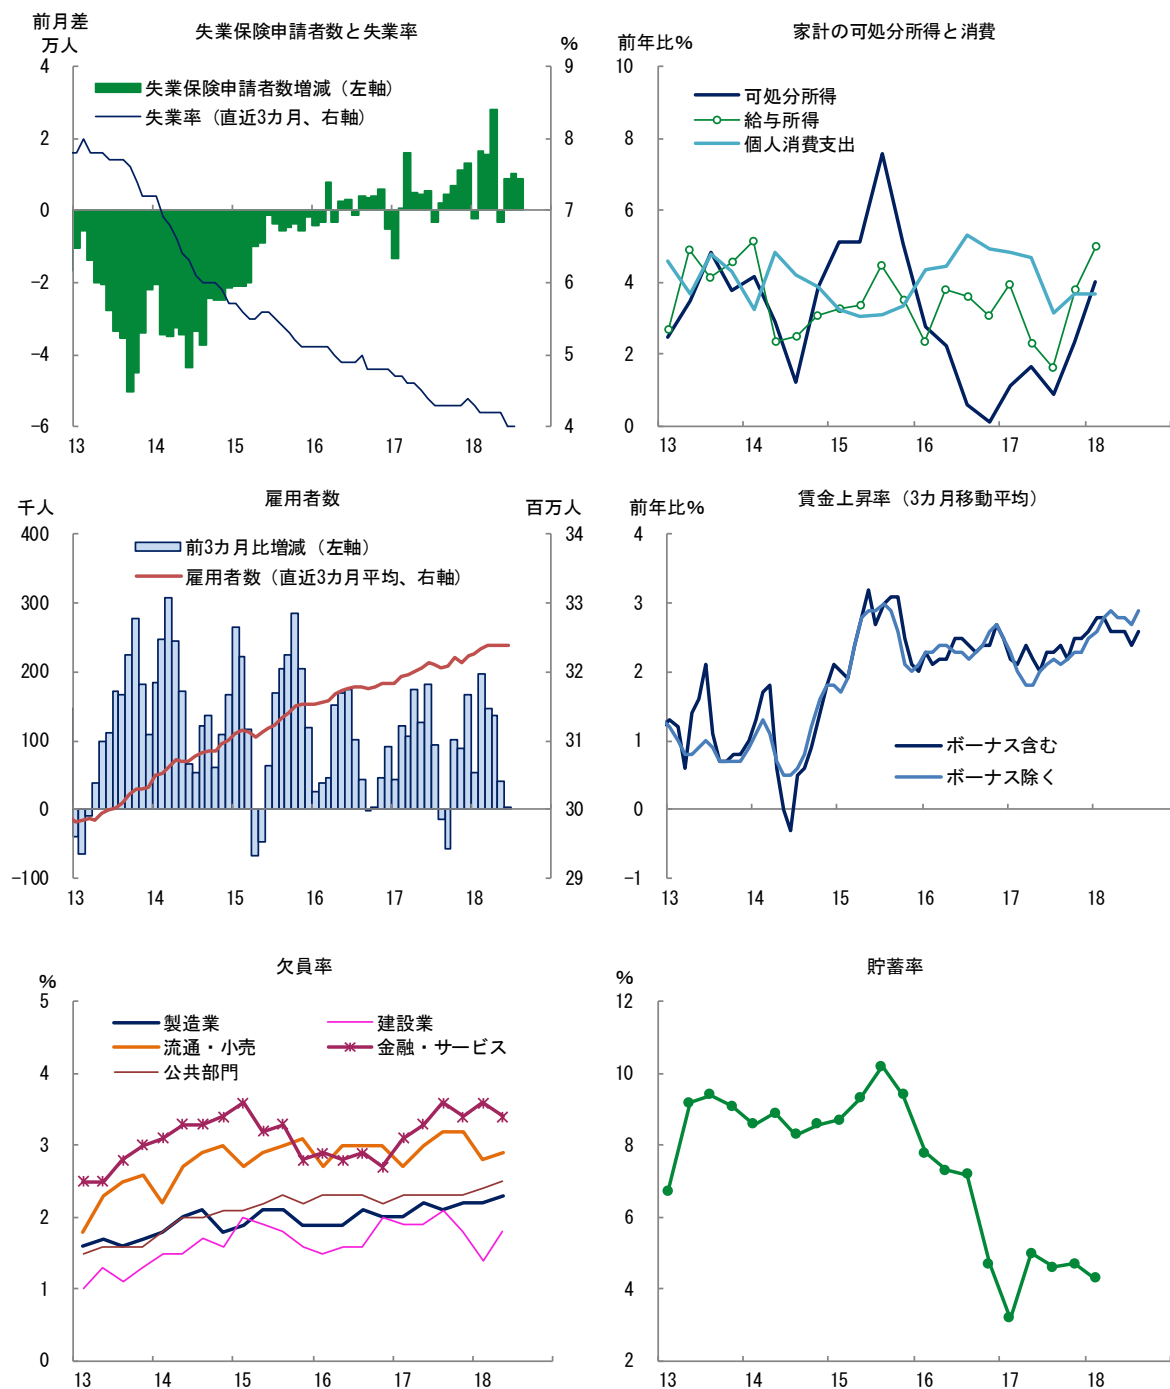 失業保険申請者数と失業率
前月差
万人
%
4
2
0
-2
-4
-6
9
8
7
6
5
4
失業保険申請者数増減（左軸）
失業率（直近3カ月、右軸）
13 14 15 16 17 18
家計の可処分所得と消費
前年比%
10
8
6
4
2
0
可処分所得
給与所得
個人消費支出
13 14 15 16 17 18
雇用者数
千人
百万人
400
300
200
100
0
-100
34
33
32
31
30
29
前3カ月比増減（左軸）
雇用者数（直近3カ月平均、右軸）
13 14 15 16 17 18
賃金上昇率（3カ月移動平均）
前年比%
4
3
2
1
0
-1
ボーナス含む
ボーナス除く
13 14 15 16 17 18
欠員率
%
5
4
3
2
1
0
製造業 建設業
流通・小売 金融・サービス
公共部門
13 14 15 16 17 18
貯蓄率
%
12
10
8
6
4
2
13 14 15 16 17 18